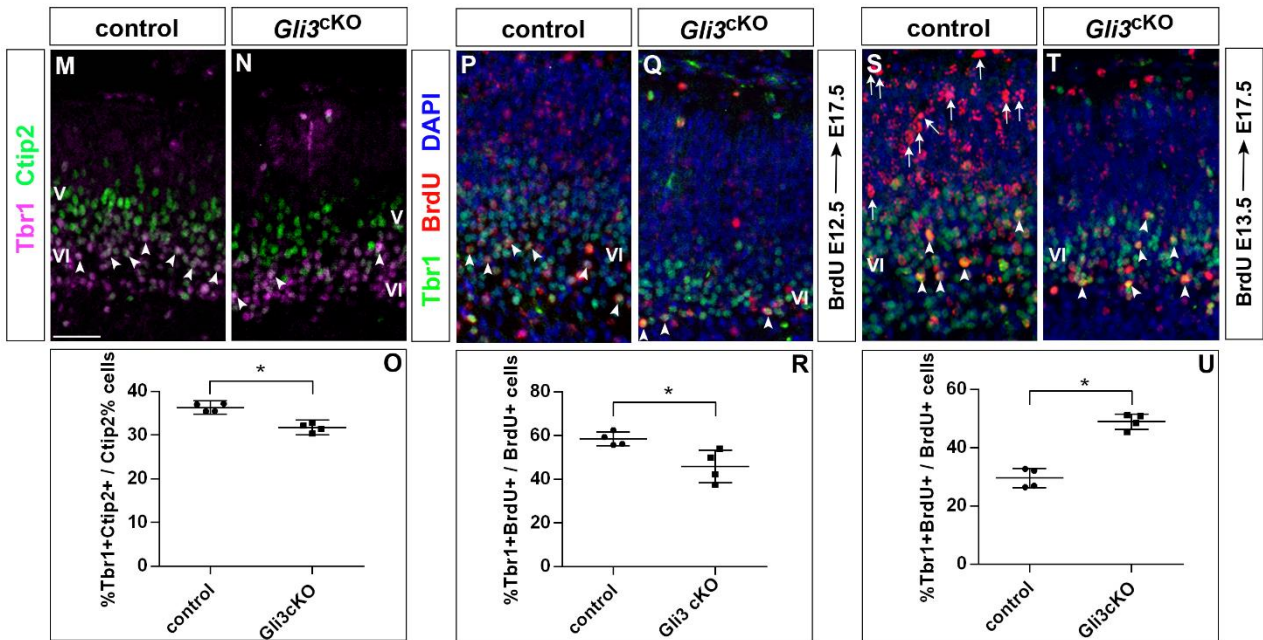 control
Gli3cKO
control
Gli3cKO
control
Gli3cKO
Tbr1 Ctip2
M
V
VI
N
V
VI
Tbr1 BrdU DAPI
P
VI
Q
VI
BrdU E12.5 → E17.5
S
VI
T
BrdU E13.5 → E17.5
O
%Tbr1+Ctip2+ / Ctip2% cells
40
30
20
10
0
*
control
Gli3cKO
R
%Tbr1+BrdU+ / BrdU+ cells
80
60
40
20
0
*
control
Gli3 cKO
U
%Tbr1+BrdU+ / BrdU+ cells
60
40
20
0
*
control
Gli3cKO